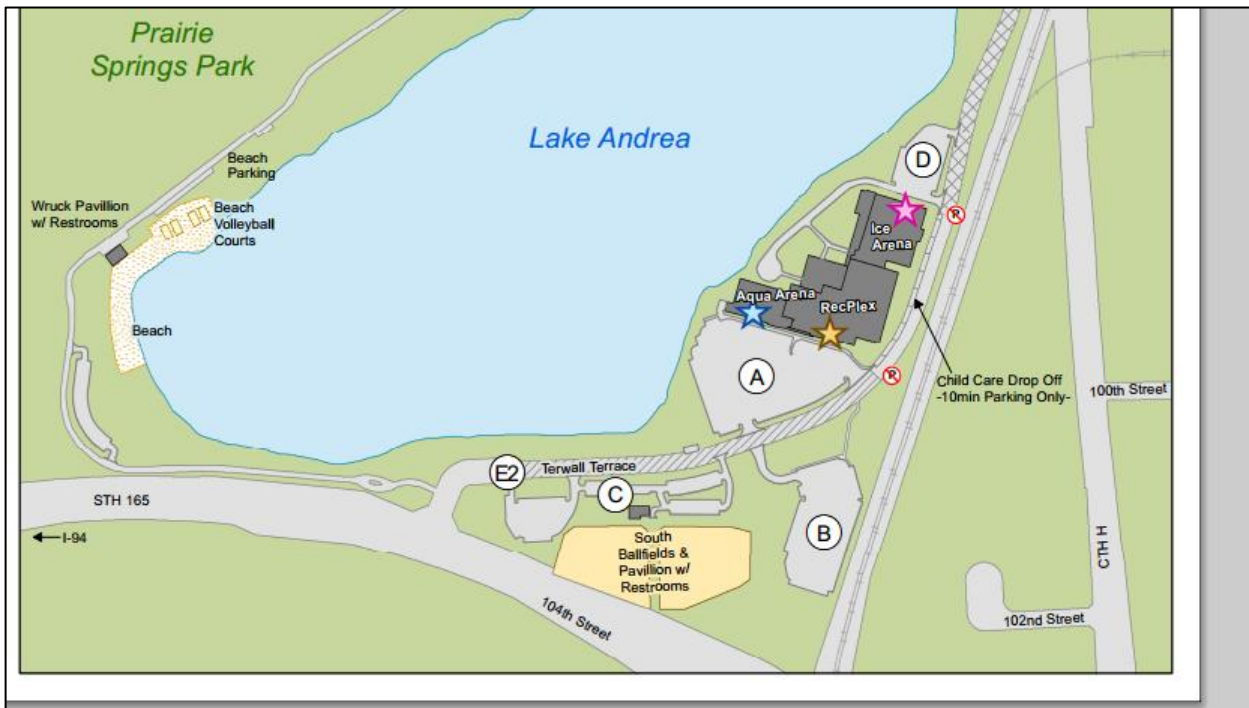 Prairie
Springs Park
Lake Andrea
Beach
Parking
Wruck Pavillion
w/ Restrooms
Beach
Volleyball
Courts
Beach
D
P
Ice
Arena
Aqua Arena
RecPlex
A
P
Child Care Drop Off
-10min Parking Only-
100th Street
E2
Terwall Terrace
C
STH 165
I-94
B
South
Ballfields &
Pavillion w/
Restrooms
104th Street
CTH H
102nd Street